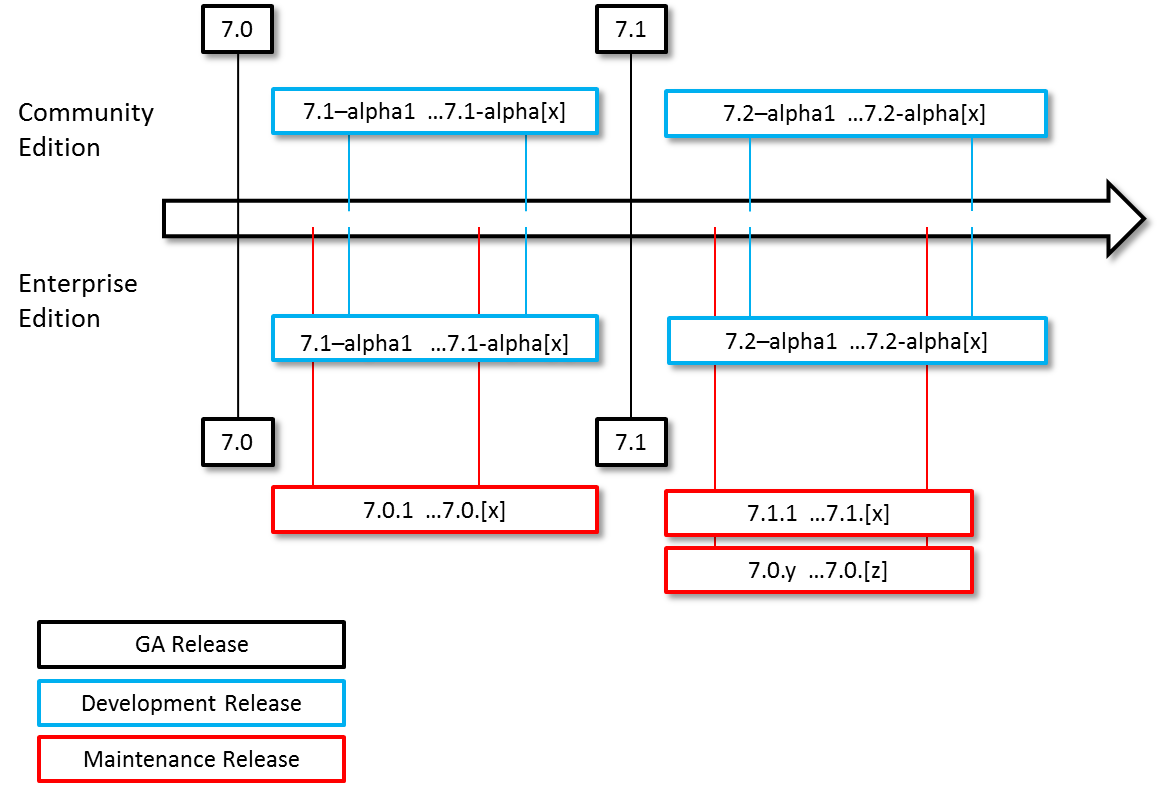 7.0
7.1
Community
Edition
7.1–alpha1 ...7.1-alpha[x]
7.2–alpha1 ...7.2-alpha[x]
Enterprise
Edition
7.1–alpha1 ...7.1-alpha[x]
7.2–alpha1 ...7.2-alpha[x]
7.0
7.1
7.0.1 ...7.0.[x]
7.1.1 ...7.1.[x]
7.0.y ...7.0.[z]
GA Release
Development Release
Maintenance Release